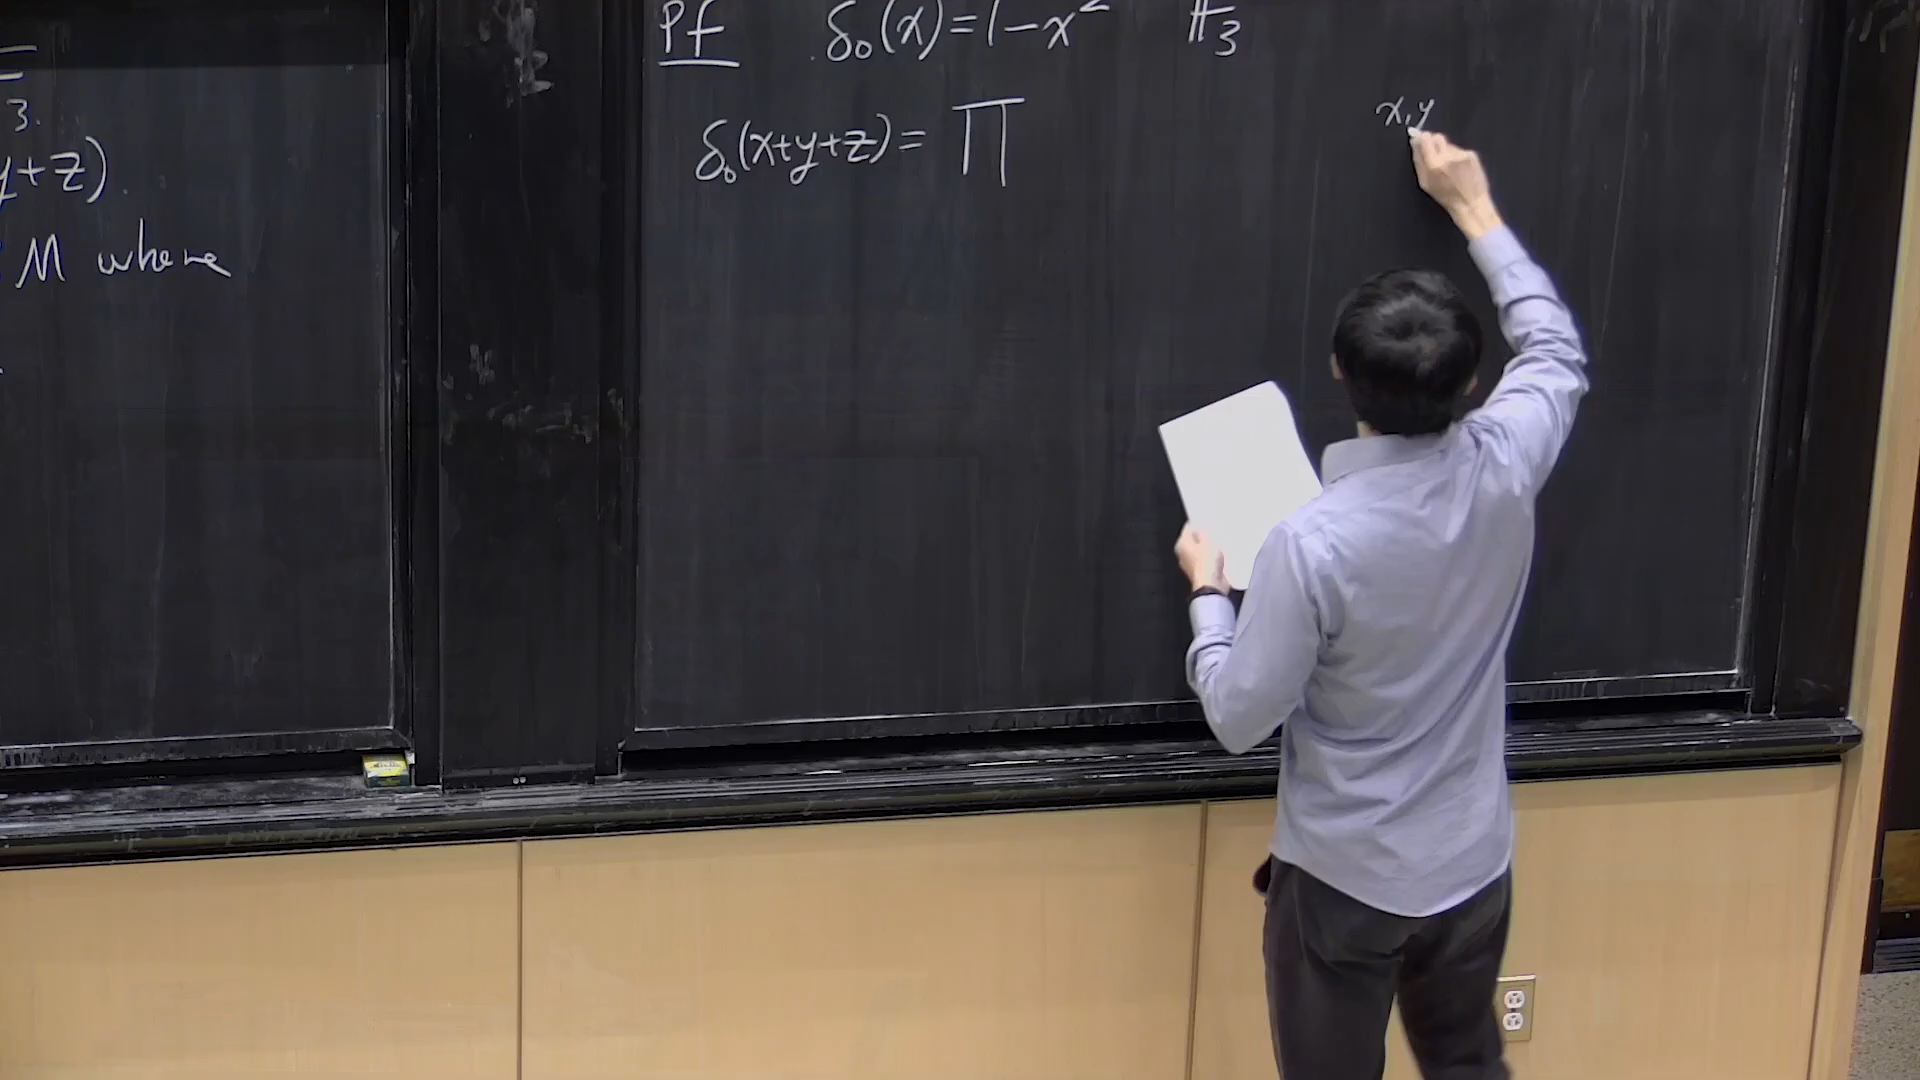 3.
y+z).
M where
Pf δ₀(x)=1-x² 𝔽₃
δ₀(x+y+z)= ∏
x,y